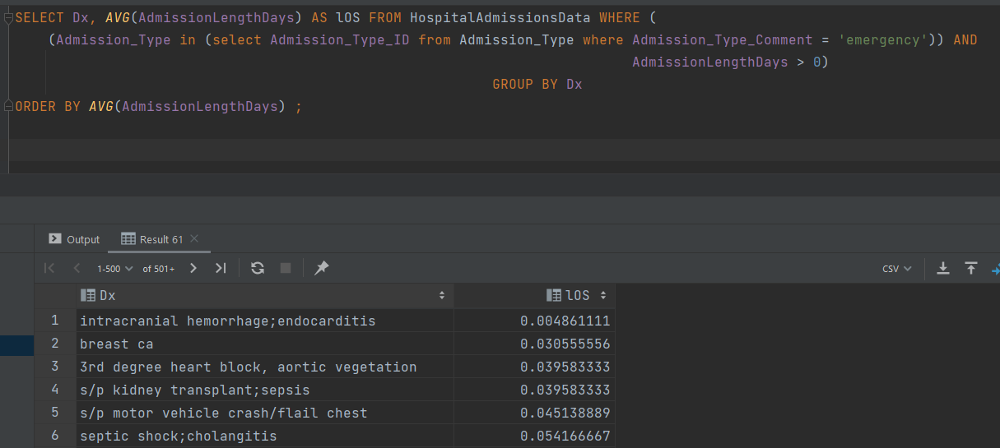 SELECT Dx, AVG(AdmissionLengthDays) AS lOS FROM HospitalAdmissionsData WHERE (
(Admission_Type in (select Admission_Type_ID from Admission_Type where Admission_Type_Comment = 'emergency')) AND
AdmissionLengthDays > 0)
GROUP BY Dx
ORDER BY AVG(AdmissionLengthDays) ;
Output Result 61
1-500 of 501+ CSV
Dx lOS
1 intracranial hemorrhage;endocarditis 0.004861111
2 breast ca 0.030555556
3 3rd degree heart block, aortic vegetation 0.039583333
4 s/p kidney transplant;sepsis 0.039583333
5 s/p motor vehicle crash/flail chest 0.045138889
6 septic shock;cholangitis 0.054166667